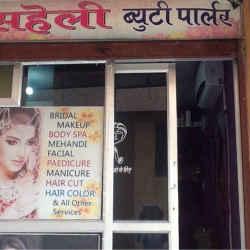 सहेली ब्युटी पार्लर
BRIDAL
MAKEUP
BODY SPA
MEHANDI
FACIAL
PAEDICURE
MANICURE
HAIR CUT
HAIR COLOR
& All Other
Services